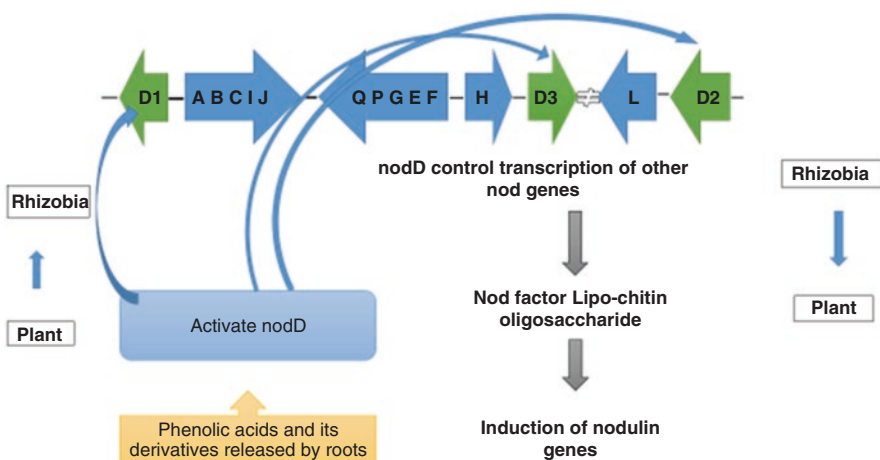 D1
A B C I J
Q P G E F
H
D3
L
D2
nodD control transcription of other
nod genes
Rhizobia
Plant
Activate nodD
Phenolic acids and its
derivatives released by roots
Nod factor Lipo-chitin
oligosaccharide
Induction of nodulin
genes
Rhizobia
Plant